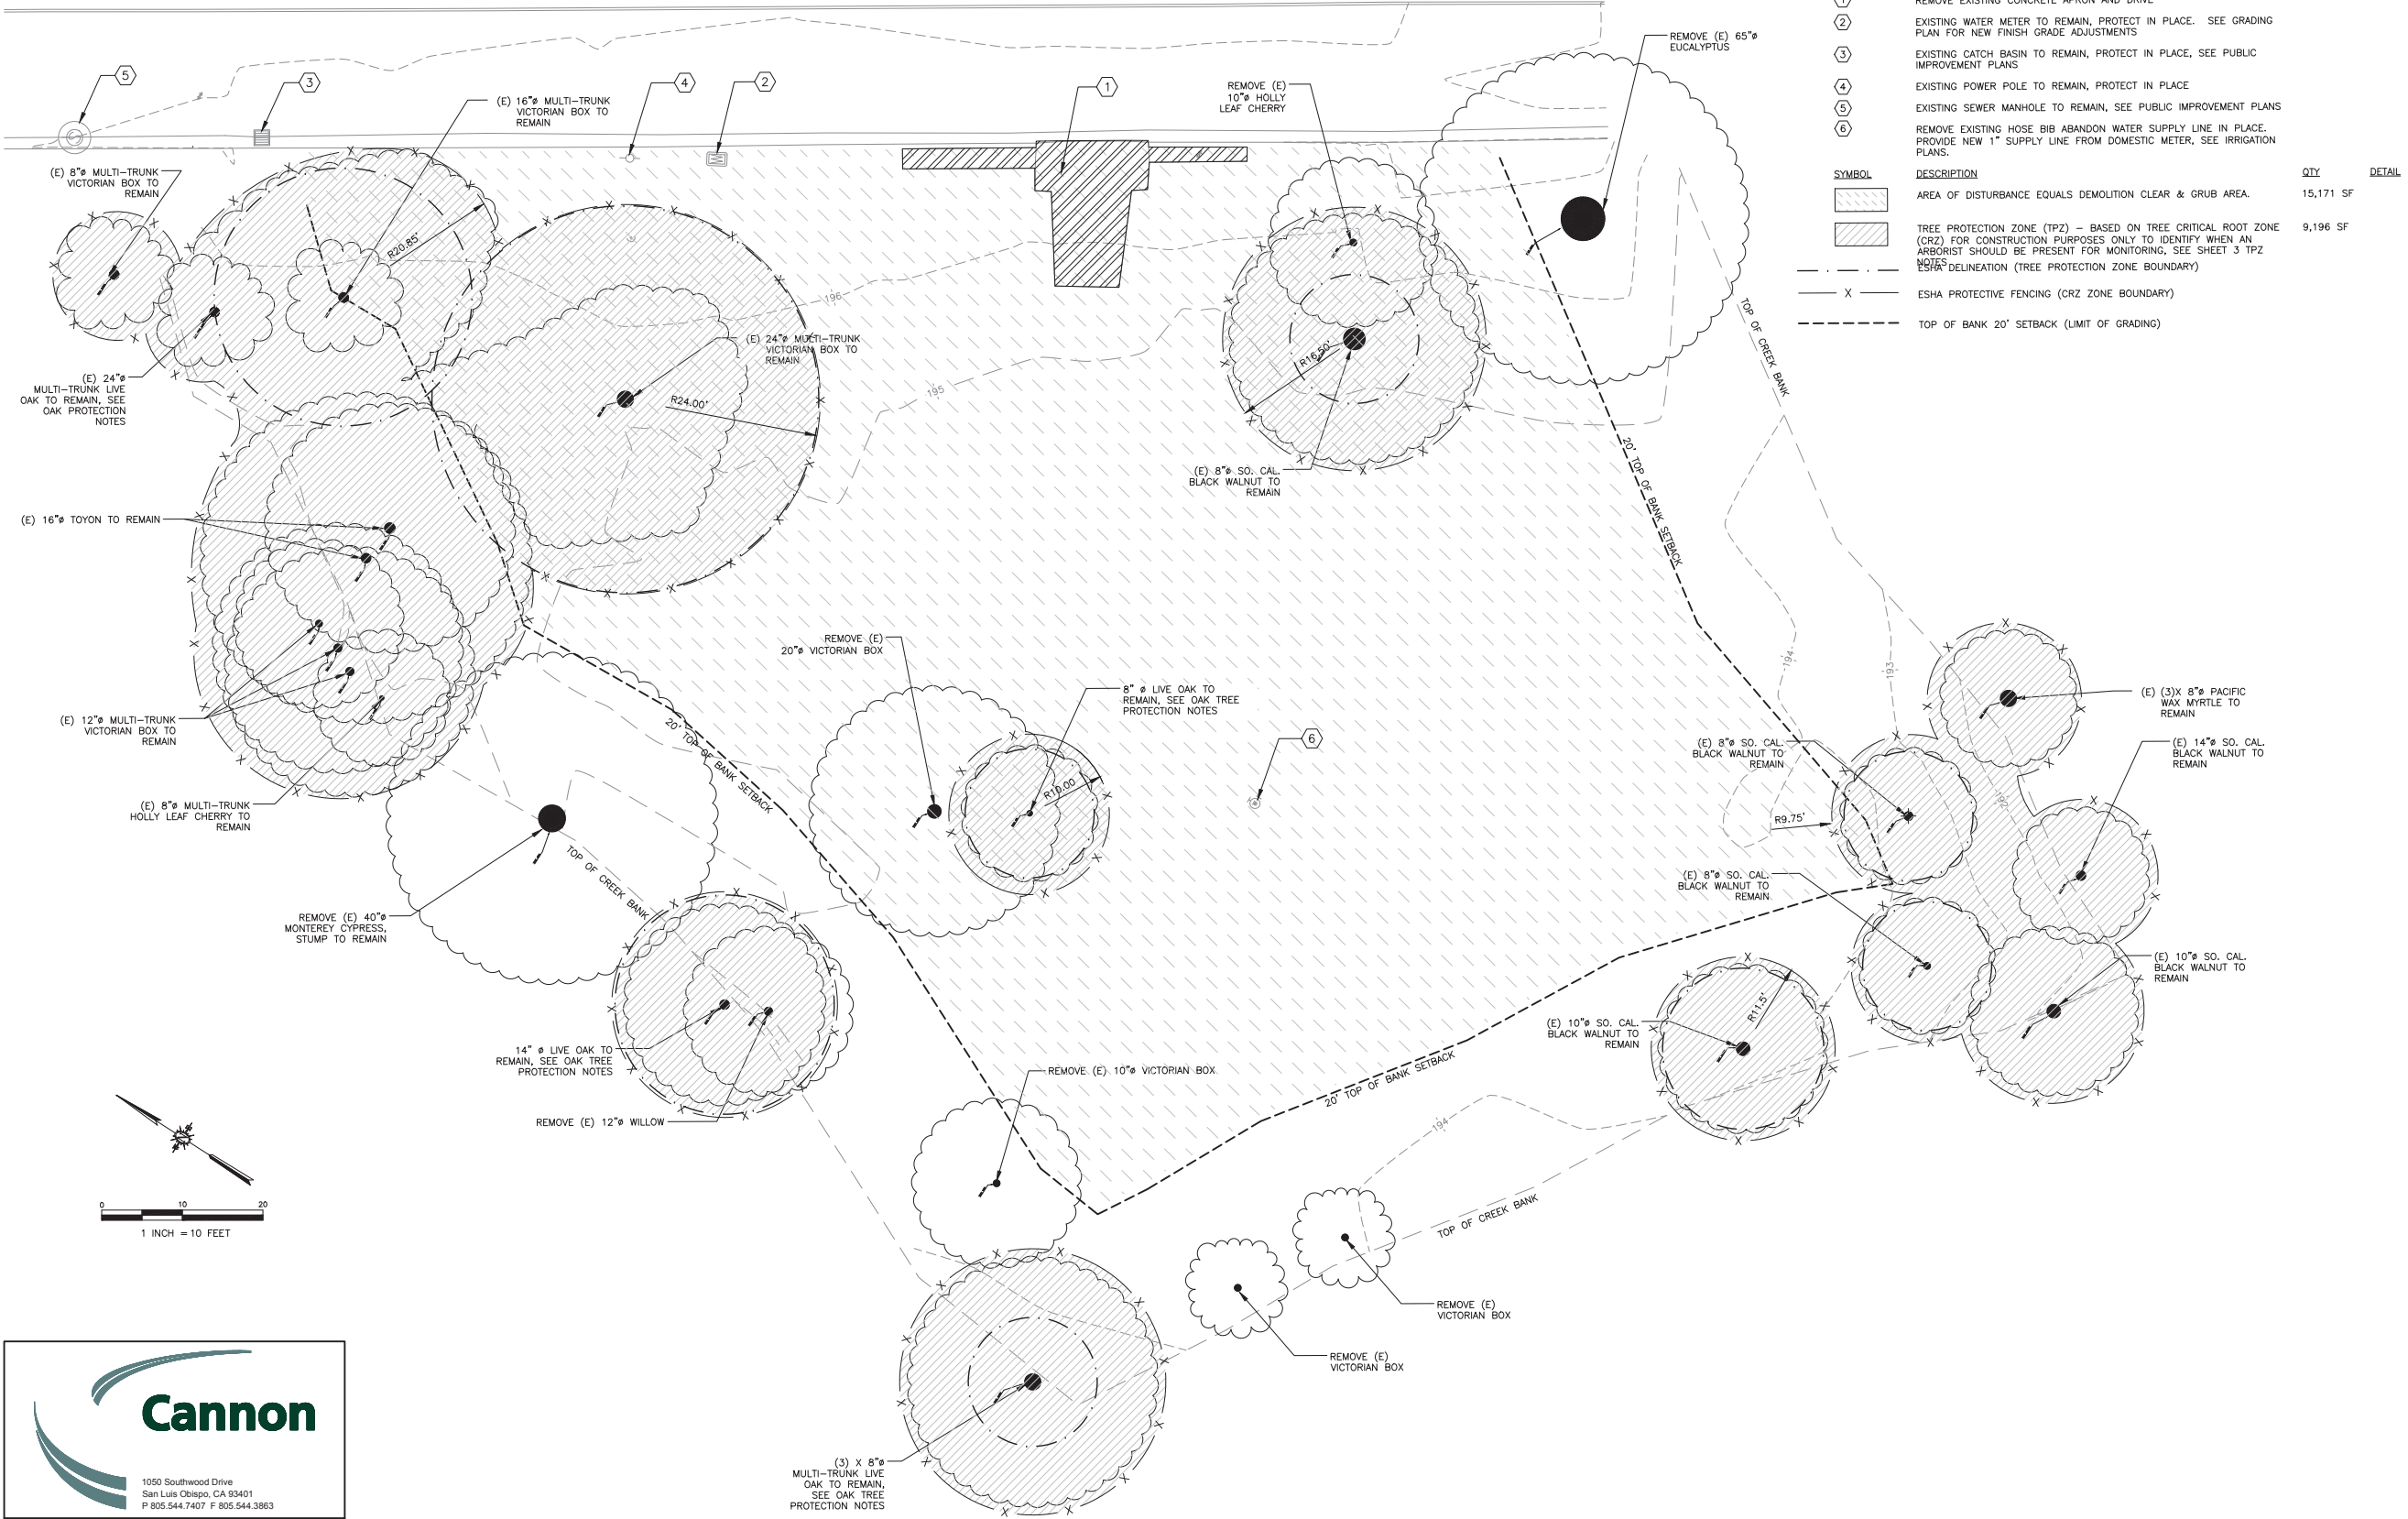 REMOVE EXISTING CONCRETE APRON AND DRIVE
2
EXISTING WATER METER TO REMAIN, PROTECT IN PLACE. SEE GRADING
PLAN FOR NEW FINISH GRADE ADJUSTMENTS
3
EXISTING CATCH BASIN TO REMAIN, PROTECT IN PLACE, SEE PUBLIC
IMPROVEMENT PLANS
4
EXISTING POWER POLE TO REMAIN, PROTECT IN PLACE
5
EXISTING SEWER MANHOLE TO REMAIN, SEE PUBLIC IMPROVEMENT PLANS
6
REMOVE EXISTING HOSE BIB ABANDON WATER SUPPLY LINE IN PLACE.
PROVIDE NEW 1" SUPPLY LINE FROM DOMESTIC METER, SEE IRRIGATION
PLANS.
SYMBOL DESCRIPTION QTY DETAIL
AREA OF DISTURBANCE EQUALS DEMOLITION CLEAR & GRUB AREA. 15,171 SF
TREE PROTECTION ZONE (TPZ) – BASED ON TREE CRITICAL ROOT ZONE 9,196 SF
(CRZ) FOR CONSTRUCTION PURPOSES ONLY TO IDENTIFY WHEN AN
ARBORIST SHOULD BE PRESENT FOR MONITORING, SEE SHEET 3 TPZ
NOTES
ESHA DELINEATION (TREE PROTECTION ZONE BOUNDARY)
X ESHA PROTECTIVE FENCING (CRZ ZONE BOUNDARY)
TOP OF BANK 20' SETBACK (LIMIT OF GRADING)
5
3
4
2
1
(E) 16"ø MULTI-TRUNK
VICTORIAN BOX TO
REMAIN
REMOVE (E)
10"ø HOLLY
LEAF CHERRY
REMOVE (E) 65"ø
EUCALYPTUS
(E) 8"ø MULTI-TRUNK
VICTORIAN BOX TO
REMAIN
R20.85'
196
(E) 24"ø MULTI-TRUNK
VICTORIAN BOX TO
REMAIN
R24.00'
195
R16.50'
TOP OF CREEK BANK
(E) 24"ø
MULTI-TRUNK LIVE
OAK TO REMAIN, SEE
OAK PROTECTION
NOTES
(E) 8"ø SO. CAL.
BLACK WALNUT TO
REMAIN
20' TOP OF BANK SETBACK
(E) 16"ø TOYON TO REMAIN
REMOVE (E)
20"ø VICTORIAN BOX
8" ø LIVE OAK TO
REMAIN, SEE OAK TREE
PROTECTION NOTES
194
193
(E) (3)X 8"ø PACIFIC
WAX MYRTLE TO
REMAIN
(E) 12"ø MULTI-TRUNK
VICTORIAN BOX TO
REMAIN
20' TOP OF BANK SETBACK
6
R10.00
(E) 8"ø SO. CAL.
BLACK WALNUT TO
REMAIN
(E) 14"ø SO. CAL.
BLACK WALNUT TO
REMAIN
(E) 8"ø MULTI-TRUNK
HOLLY LEAF CHERRY TO
REMAIN
192
R9.75'
TOP OF CREEK BANK
(E) 8"ø SO. CAL.
BLACK WALNUT TO
REMAIN
REMOVE (E) 40"ø
MONTEREY CYPRESS,
STUMP TO REMAIN
(E) 10"ø SO. CAL.
BLACK WALNUT TO
REMAIN
(E) 10"ø SO. CAL.
BLACK WALNUT TO
REMAIN
R11.5'
14" ø LIVE OAK TO
REMAIN, SEE OAK TREE
PROTECTION NOTES
REMOVE (E) 10"ø VICTORIAN BOX
20' TOP OF BANK SETBACK
REMOVE (E) 12"ø WILLOW
194
TOP OF CREEK BANK
0 10 20
1 INCH = 10 FEET
REMOVE (E)
VICTORIAN BOX
REMOVE (E)
VICTORIAN BOX
(3) X 8"ø
MULTI-TRUNK LIVE
OAK TO REMAIN,
SEE OAK TREE
PROTECTION NOTES
Cannon
1050 Southwood Drive
San Luis Obispo, CA 93401
P 805.544.7407 F 805.544.3863